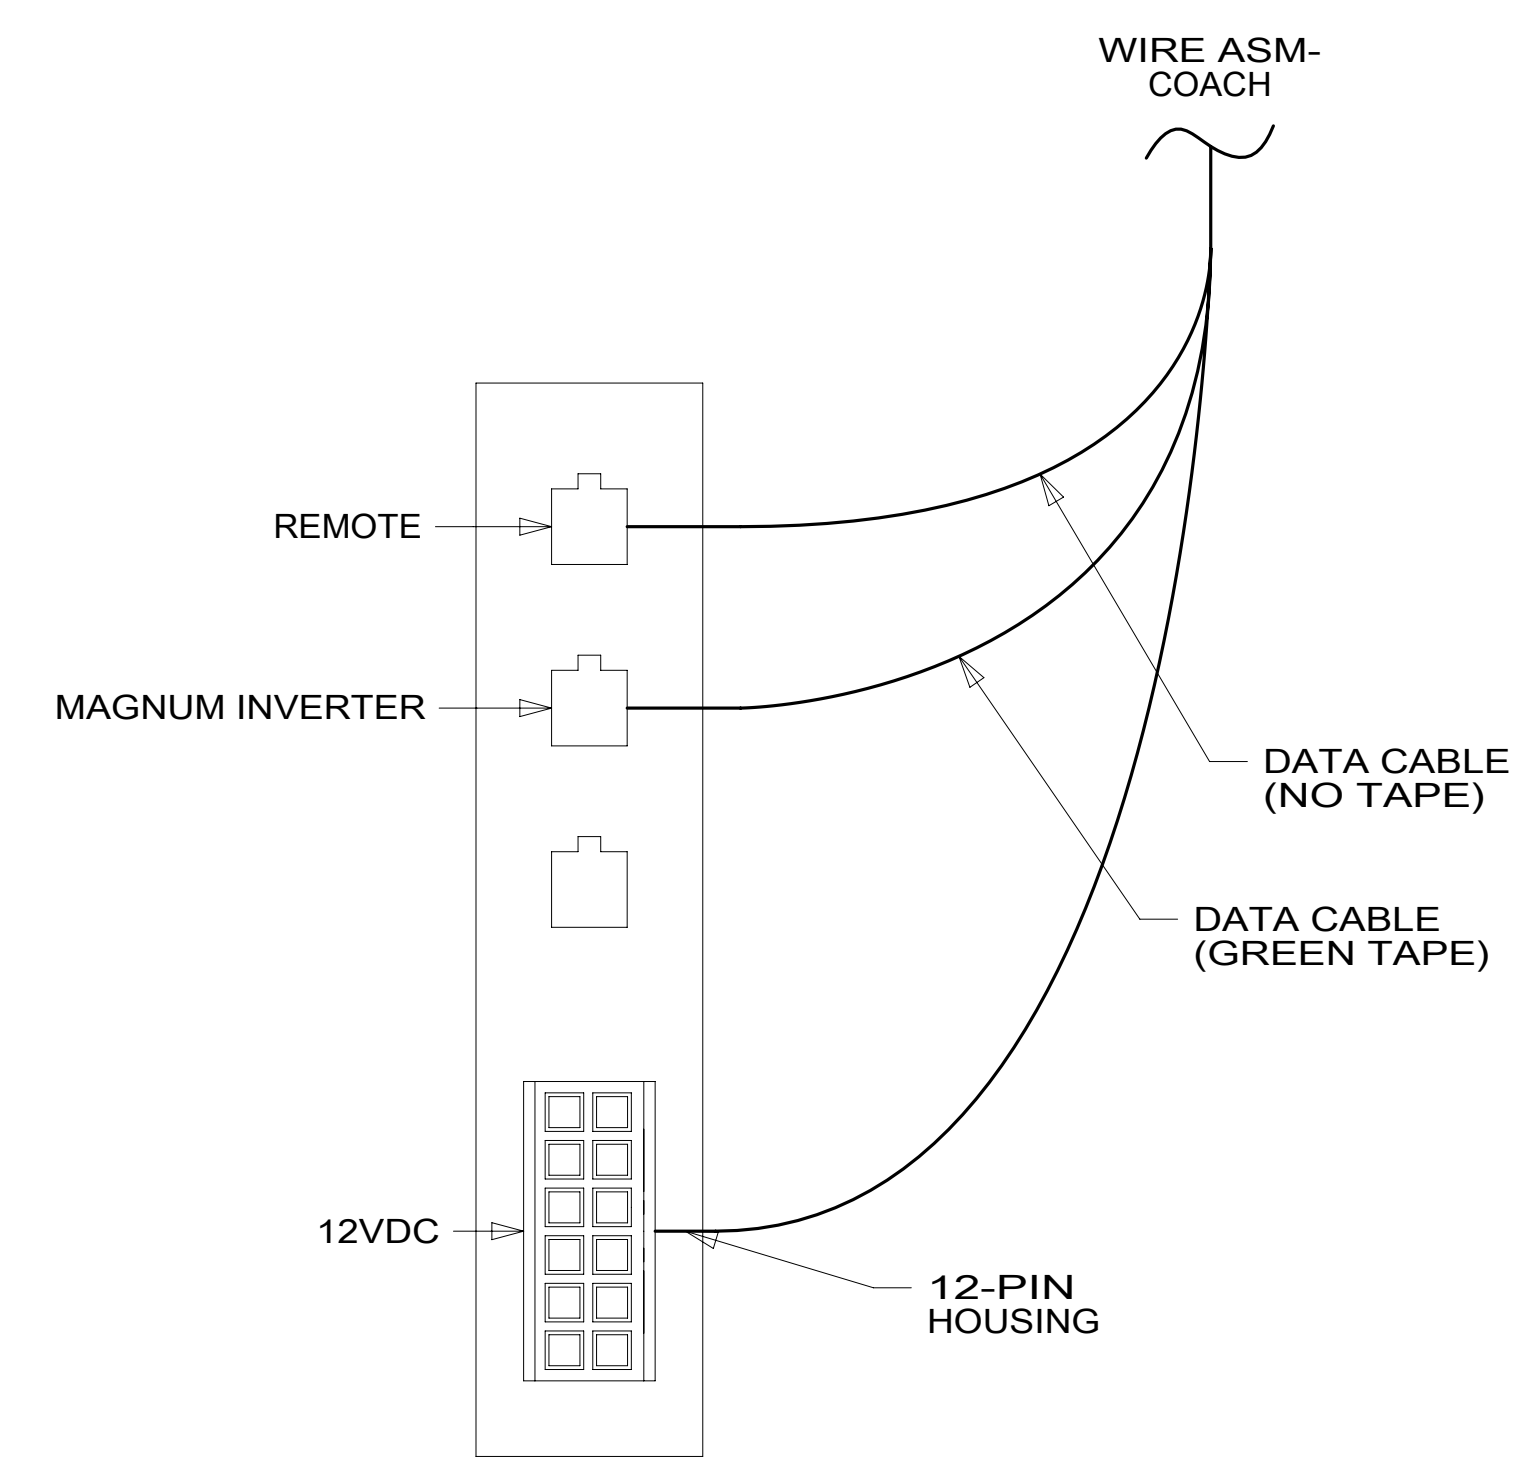 WIRE ASM-
COACH
REMOTE
MAGNUM INVERTER
DATA CABLE
(NO TAPE)
DATA CABLE
(GREEN TAPE)
12VDC
12-PIN
HOUSING